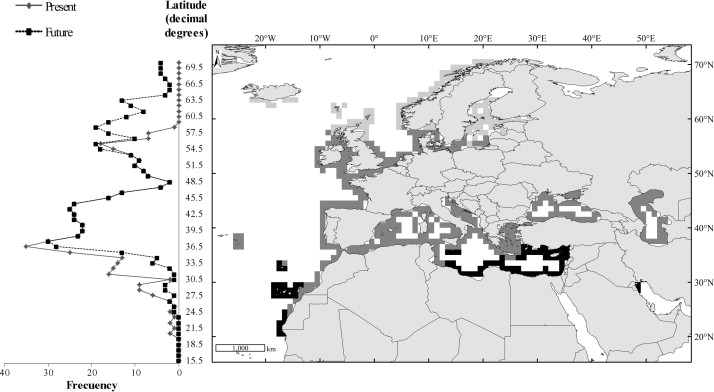 Present
Future
Latitude
(decimal
degrees)
20°W 10°W 0° 10°E 20°E 30°E 40°E 50°E
N
69.5
66.5
63.5
60.5
57.5
54.5
51.5
48.5
45.5
42.5
39.5
36.5
33.5
30.5
27.5
24.5
21.5
18.5
15.5
70°N
60°N
50°N
40°N
30°N
20°N
1,000 km
40 30 20 10 0
Frecuency